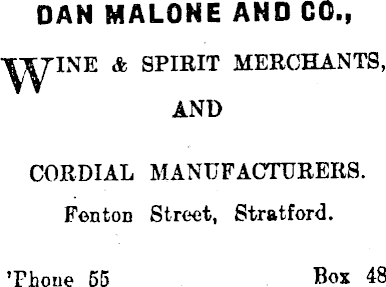 DAN MALONE AND CO.,
WINE & SPIRIT MERCHANTS,
AND
CORDIAL MANUFACTURERS.
Fenton Street, Stratford.
'Phone 55 Box 48